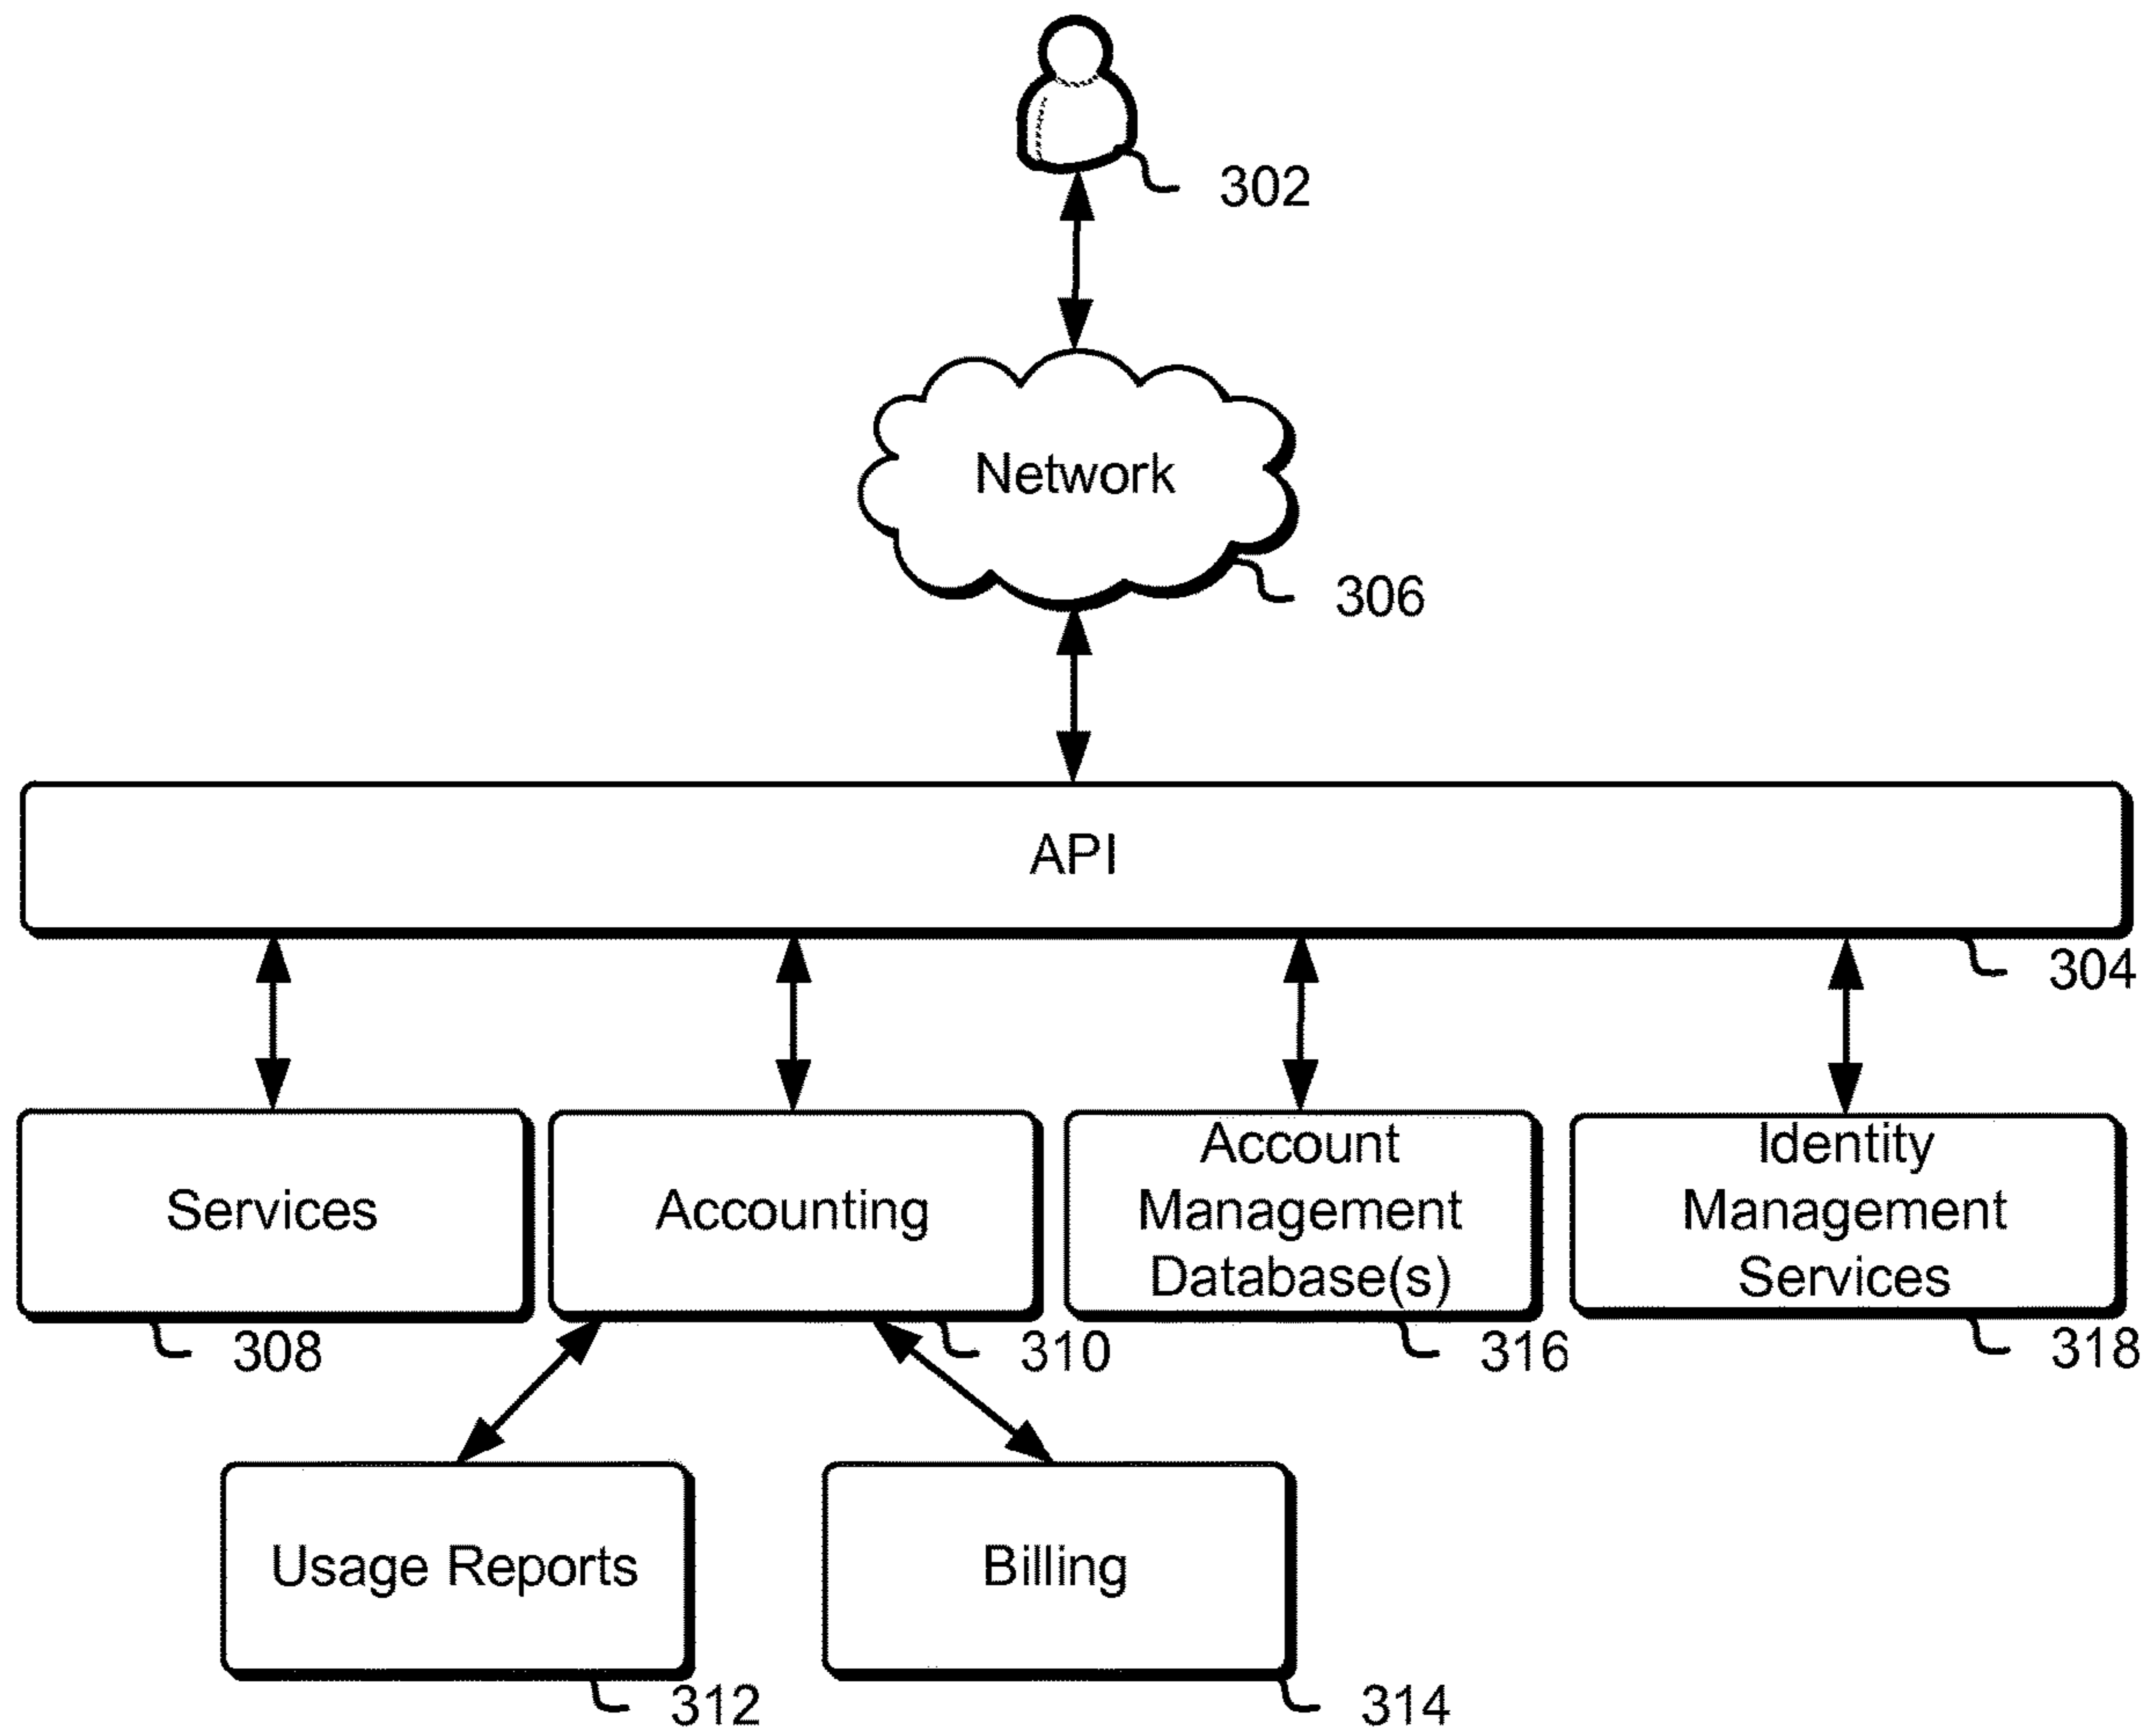 302
Network
306
API
304
Services
Accounting
Account
Management
Database(s)
Identity
Management
Services
308
310
316
318
Usage Reports
Billing
312
314